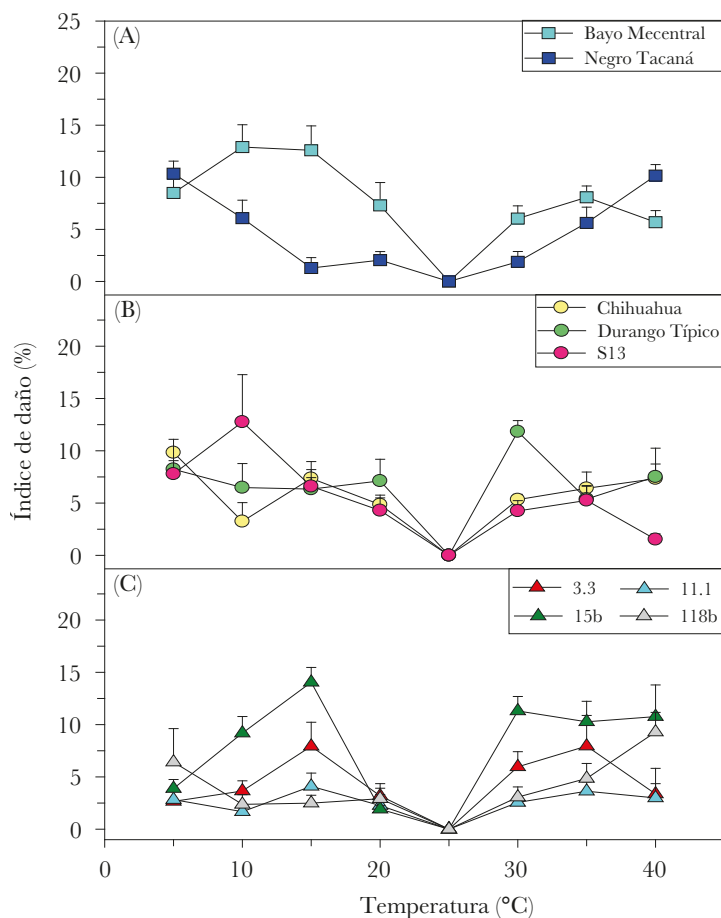 (A)
Bayo Mecentral
Negro Tacaná
25
20
15
10
5
0
(B)
Chihuahua
Durango Típico
S13
20
15
10
5
0
(C)
3.3 11.1
15b 118b
20
15
10
5
0
Índice de daño (%)
0 10 20 30 40
Temperatura (°C)